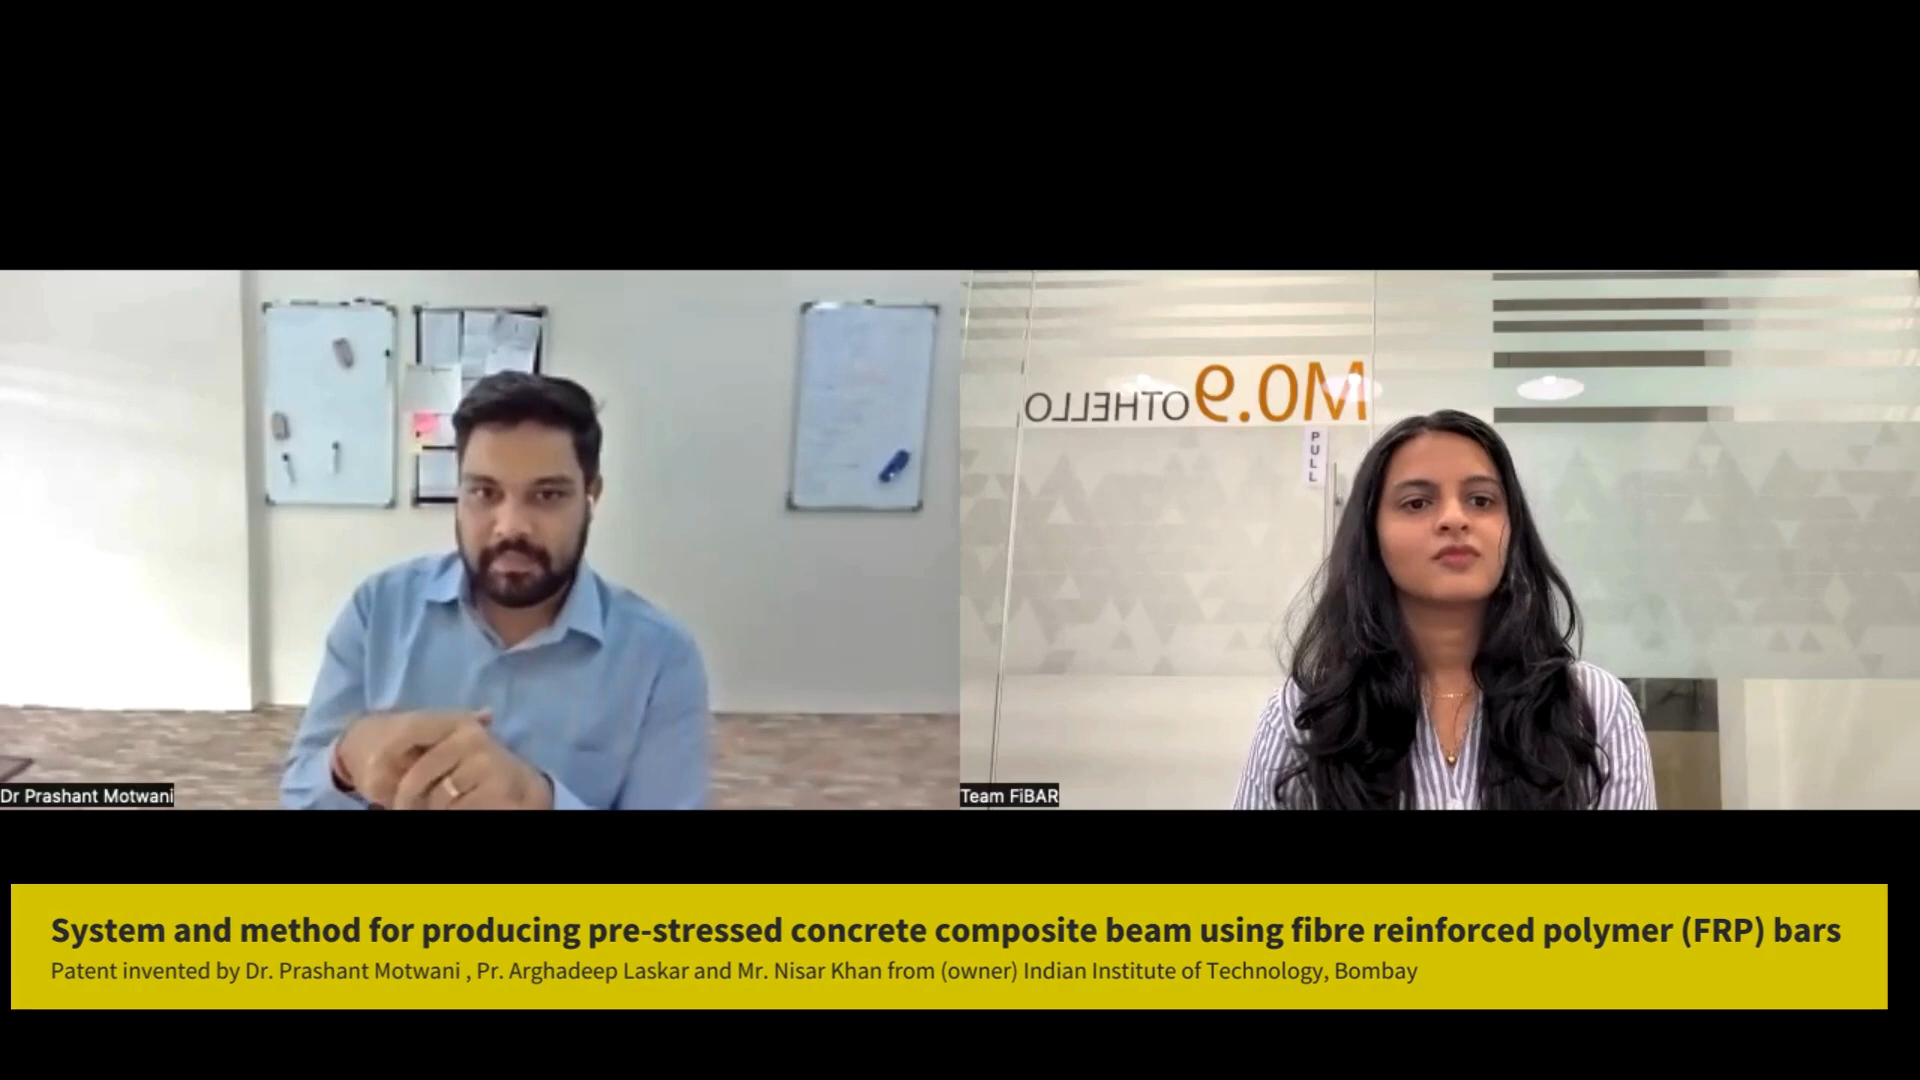 M0.9 OTHELLO
PULL
Dr Prashant Motwani
Team FiBAR
System and method for producing pre-stressed concrete composite beam using fibre reinforced polymer (FRP) bars
Patent invented by Dr. Prashant Motwani , Pr. Arghadeep Laskar and Mr. Nisar Khan from (owner) Indian Institute of Technology, Bombay